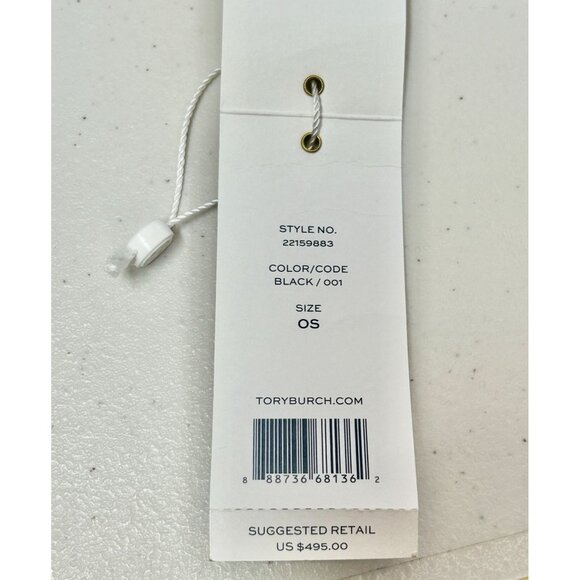 STYLE NO.
22159883
COLOR/CODE
BLACK / 001
SIZE
OS
TORYBURCH.COM
8 88736 68136 2
SUGGESTED RETAIL
US $495.00